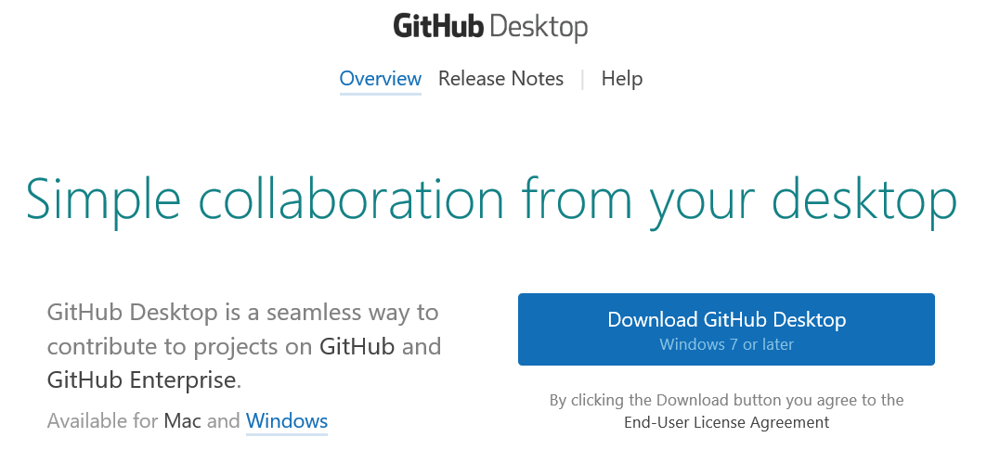 GitHub Desktop
Overview Release Notes | Help
Simple collaboration from your desktop
GitHub Desktop is a seamless way to
contribute to projects on GitHub and
GitHub Enterprise.
Available for Mac and Windows
Download GitHub Desktop
Windows 7 or later
By clicking the Download button you agree to the
End-User License Agreement